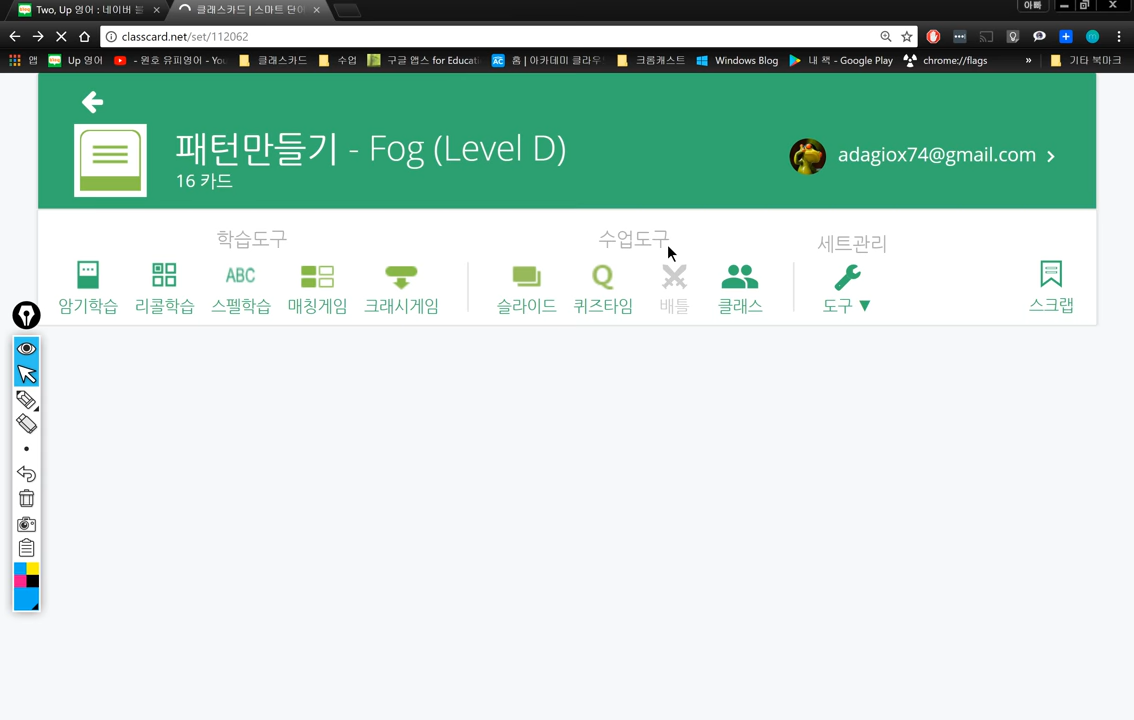 Two, Up 영어 : 네이버 블
클래스카드 | 스마트 단어
아빠
classcard.net/set/112062
앱
Up 영어
- 원호 유피영어 - You
클래스카드
수업
구글 앱스 for Educati
홈 | 아카데미 클라우드
크롬캐스트
Windows Blog
내 책 - Google Play
chrome://flags
»
기타 북마크
패턴만들기 - Fog (Level D)
16 카드
adagiox74@gmail.com
학습도구
수업도구
세트관리
ABC
Q
암기학습
리콜학습
스펠학습
매칭게임
크래시게임
슬라이드
퀴즈타임
배틀
클래스
도구 ▼
스크랩